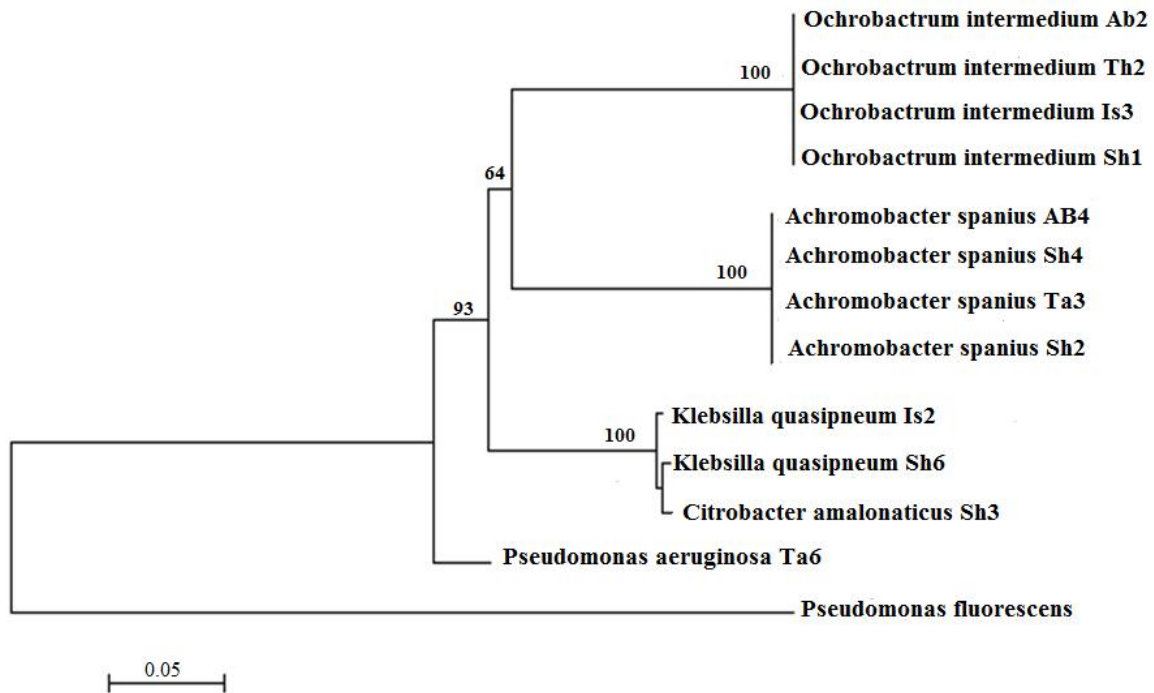 Ochrobactrum intermedium Ab2
100
Ochrobactrum intermedium Th2
Ochrobactrum intermedium Is3
Ochrobactrum intermedium Sh1
64
Achromobacter spanius AB4
Achromobacter spanius Sh4
100
Achromobacter spanius Ta3
93
Achromobacter spanius Sh2
Klebsilla quasipneum Is2
100
Klebsilla quasipneum Sh6
Citrobacter amalonaticus Sh3
Pseudomonas aeruginosa Ta6
Pseudomonas fluorescens
0.05